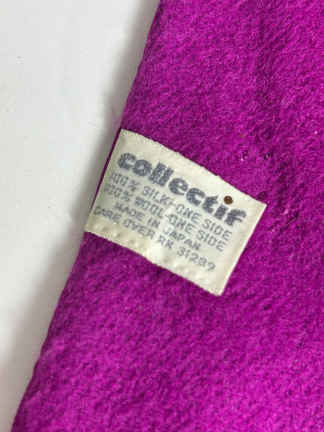 collectif
100% SILK-ONE SIDE
100% WOOL-ONE SIDE
MADE IN JAPAN
CARE OVER RN 31289